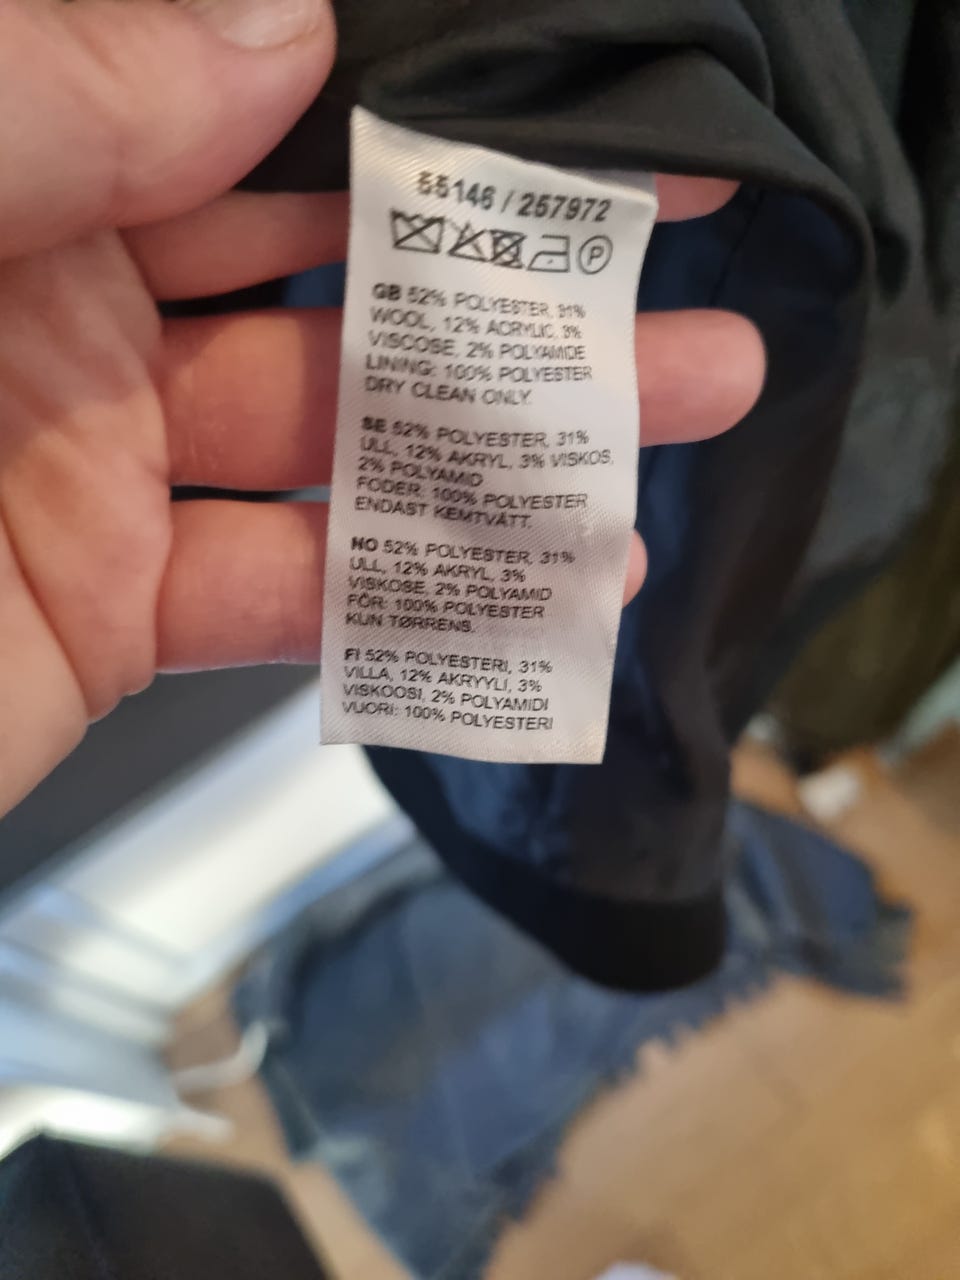 55146 / 257972
P
GB 52% POLYESTER, 31%
WOOL, 12% ACRYLIC, 3%
VISCOSE, 2% POLYAMIDE
LINING: 100% POLYESTER
DRY CLEAN ONLY.
SE 52% POLYESTER, 31%
ULL, 12% AKRYL, 3% VISKOS,
2% POLYAMID
FODER: 100% POLYESTER
ENDAST KEMTVÄTT.
NO 52% POLYESTER, 31%
ULL, 12% AKRYL, 3%
VISKOSE, 2% POLYAMID
FÔR: 100% POLYESTER
KUN TØRRENS.
FI 52% POLYESTERI, 31%
VILLA, 12% AKRYYLI, 3%
VISKOOSI, 2% POLYAMIDI
VUORI: 100% POLYESTERI